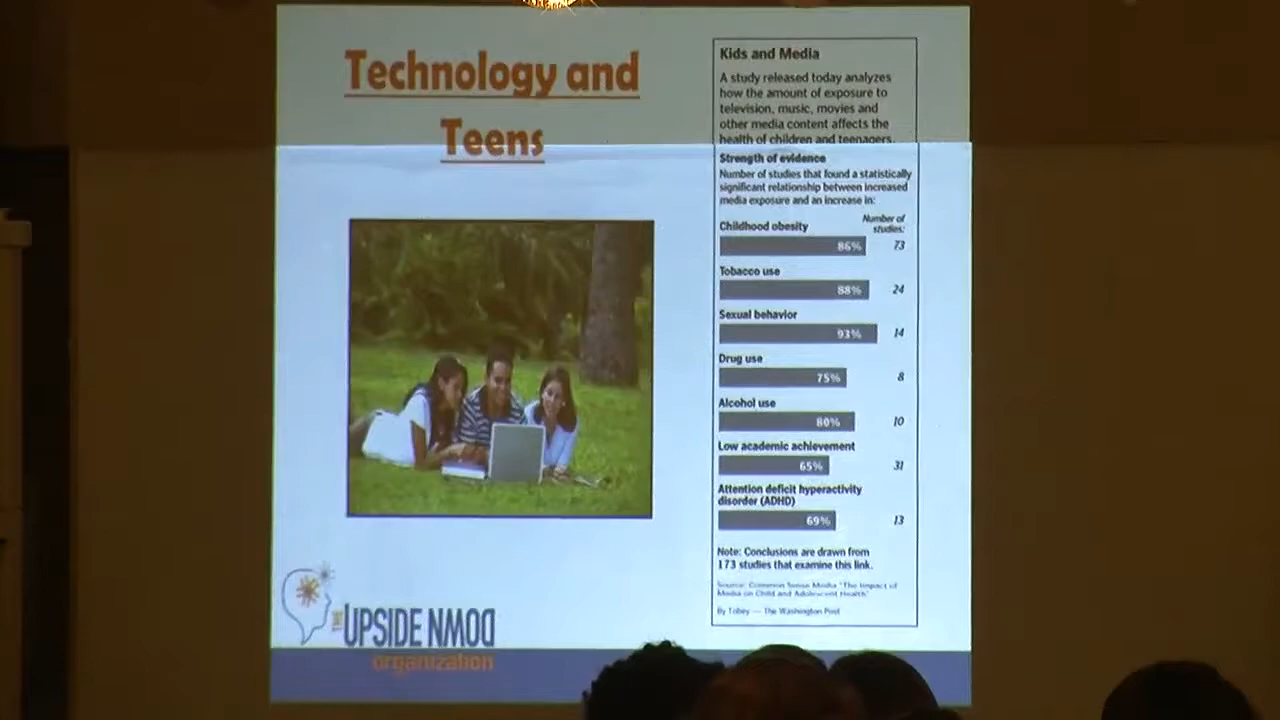 Technology and
Teens
Kids and Media
A study released today analyzes
how the amount of exposure to
television, music, movies and
other media content affects the
health of children and teenagers.
Strength of evidence
Number of studies that found a statistically
significant relationship between increased
media exposure and an increase in:
Number of
studies:
Childhood obesity
86% 73
Tobacco use
88% 24
Sexual behavior
93% 14
Drug use
75% 8
Alcohol use
80% 10
Low academic achievement
65% 31
Attention deficit hyperactivity
disorder (ADHD)
69% 13
Note: Conclusions are drawn from
173 studies that examine this link.
Source: Common Sense Media "The Impact of
Media on Child and Adolescent Health"
By Tobey — The Washington Post
THE UPSIDE NMOD
organization